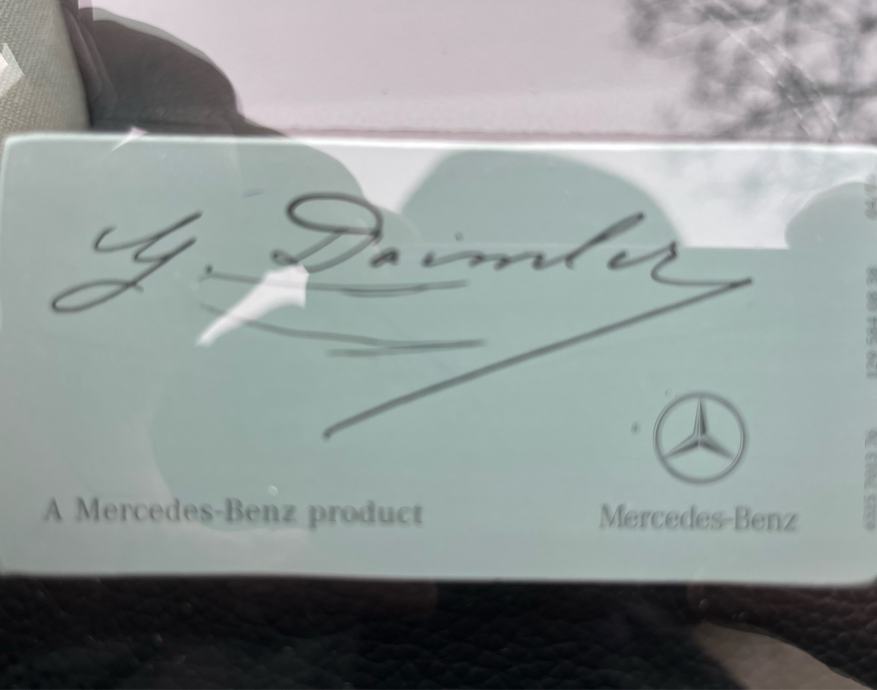 G. Daimler
A Mercedes-Benz product
Mercedes-Benz